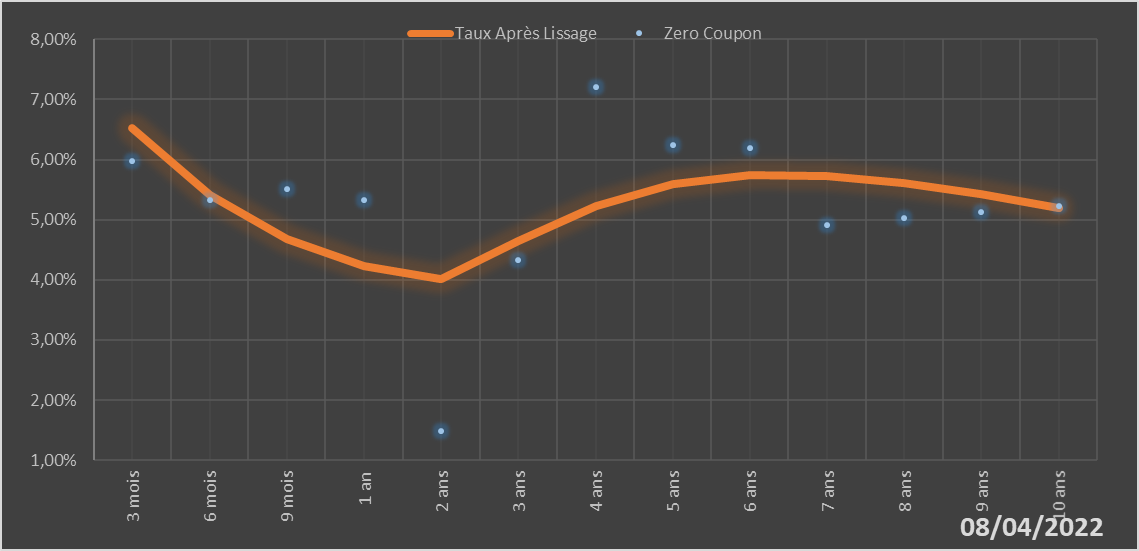 Taux Après Lissage
Zero Coupon
8,00%
7,00%
6,00%
5,00%
4,00%
3,00%
2,00%
1,00%
3 mois
6 mois
9 mois
1 an
2 ans
3 ans
4 ans
5 ans
6 ans
7 ans
8 ans
9 ans
10 ans
08/04/2022